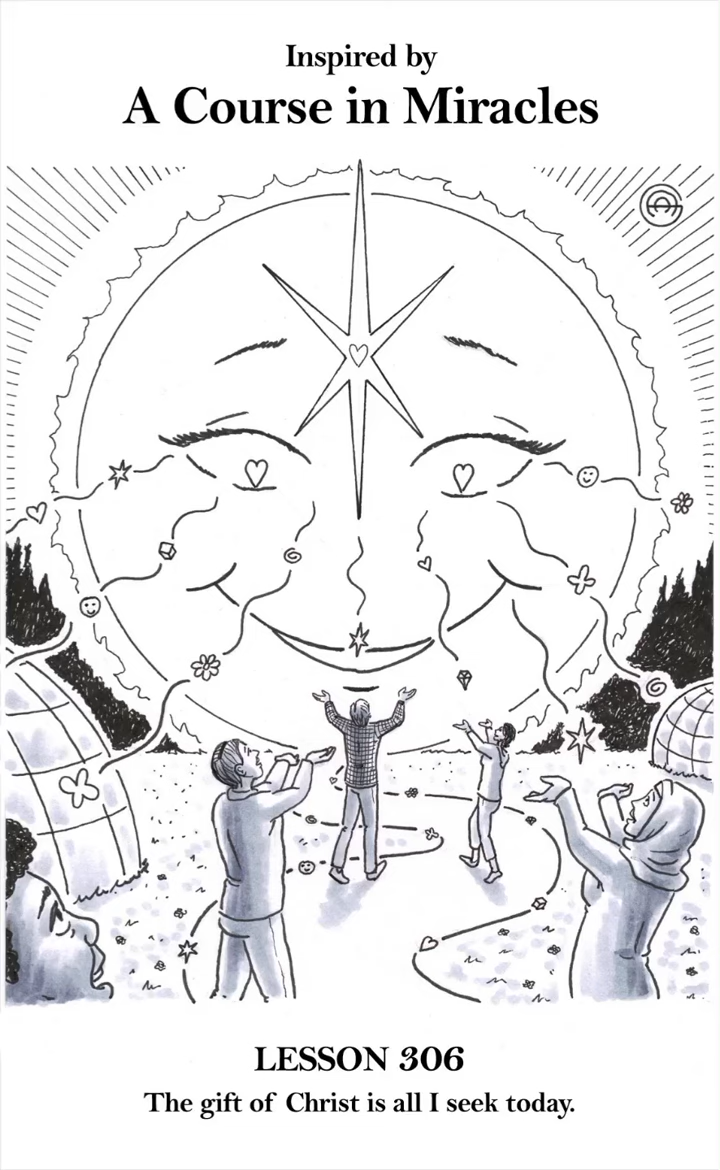 Inspired by
A Course in Miracles
LESSON 306
The gift of Christ is all I seek today.